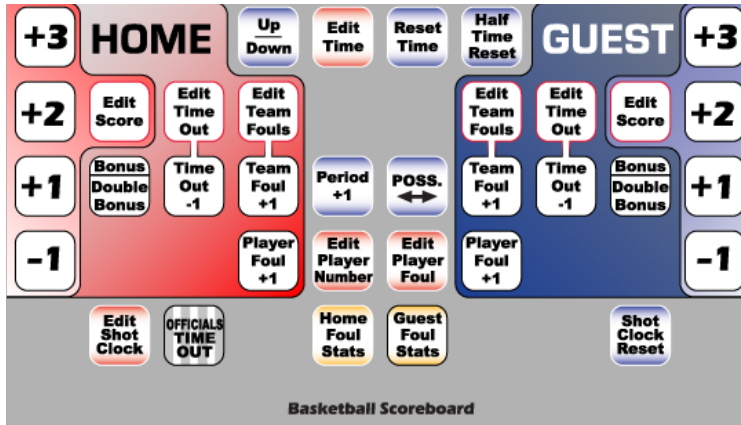 +3
HOME
Up
Down
Edit
Time
Reset
Time
Half
Time
Reset
GUEST
+3
+2
Edit
Score
Edit
Time
Out
Edit
Team
Fouls
Edit
Team
Fouls
Edit
Time
Out
Edit
Score
+2
+1
Bonus
Double
Bonus
Time
Out
-1
Team
Foul
+1
Period
+1
POSS.
Team
Foul
+1
Time
Out
-1
Bonus
Double
Bonus
+1
-1
Player
Foul
+1
Edit
Player
Number
Edit
Player
Foul
Player
Foul
+1
-1
Edit
Shot
Clock
OFFICIALS
TIME
OUT
Home
Foul
Stats
Guest
Foul
Stats
Shot
Clock
Reset
Basketball Scoreboard